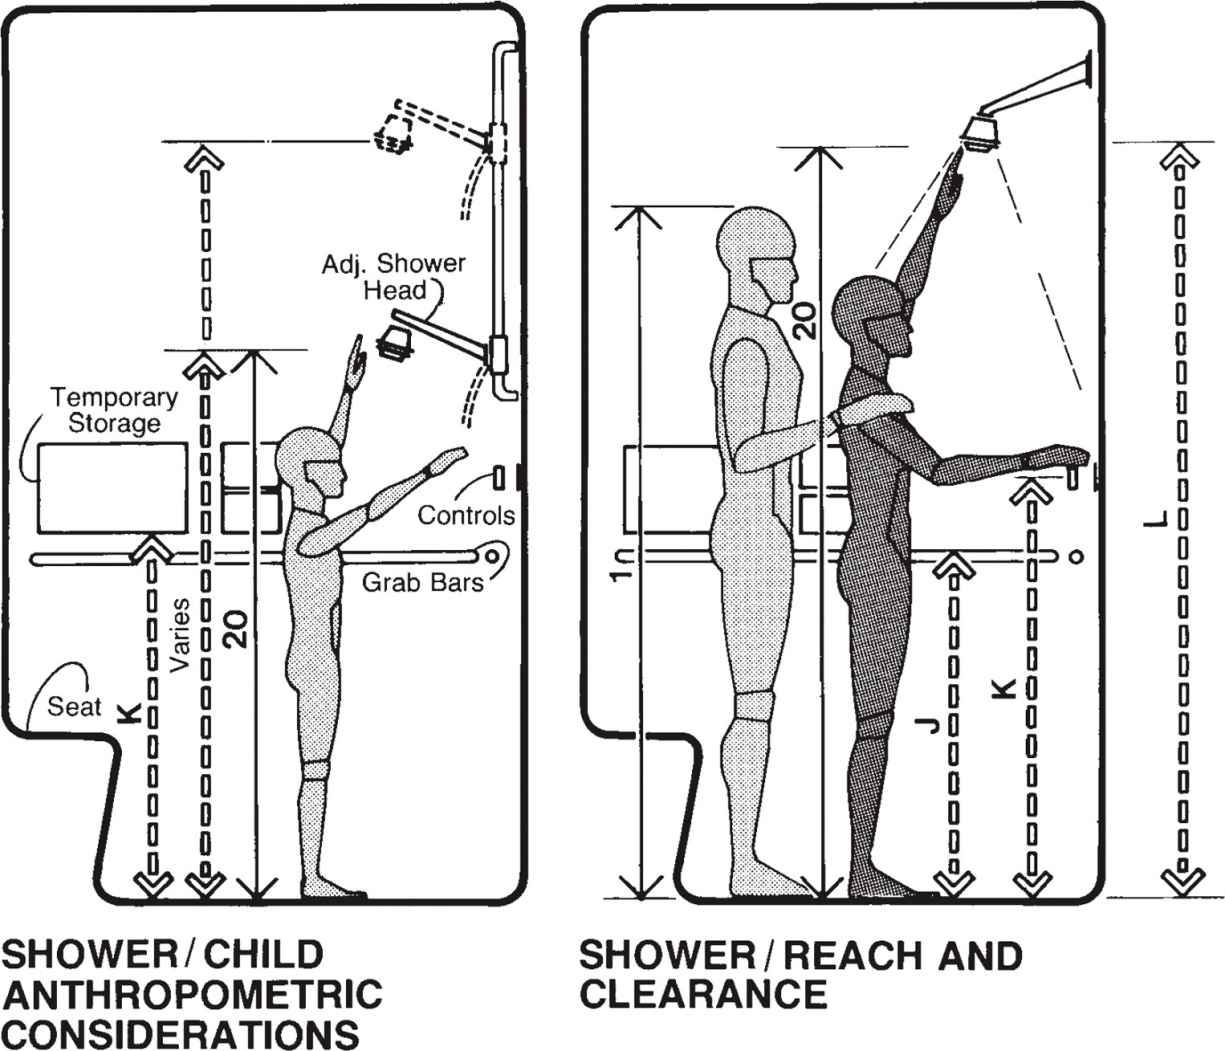 Adj. Shower
Head
Temporary
Storage
Controls
Grab Bars
Varies
20
K
Seat
SHOWER/CHILD
ANTHROPOMETRIC
CONSIDERATIONS
20
1
L
K
J
SHOWER/REACH AND
CLEARANCE